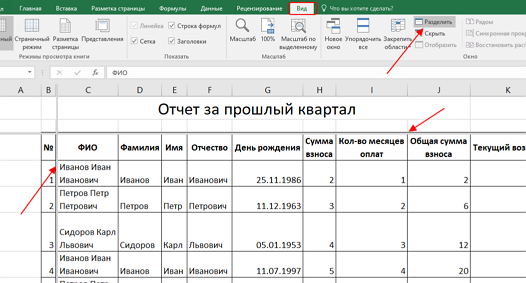 Файл Главная Вставка Разметка страницы Формулы Данные Рецензирование Вид Что вы хотите сделать?
Страничный режим Разметка страницы Представления
Линейка Строка формул
Сетка Заголовки
Масштаб 100% Масштаб по выделенному
Новое окно Упорядочить все Закрепить области
Разделить Рядом
Скрыть Синхронная
Отобразить Восстановить
Режимы просмотра книги Показать Масштаб Окно
ФИО
A B C D E F G H I J K
Отчет за прошлый квартал
№ ФИО Фамилия Имя Отчество День рождения Сумма взноса Кол-во месяцев оплат Общая сумма взноса Текущий
1 Иванов Иван Иванович Иванов Иван Иванович 25.11.1986 2 1 2
2 Петров Петр Петрович Петров Петр Петрович 11.12.1963 3 2 6
3 Сидоров Карл Львович Сидоров Карл Львович 05.01.1953 4 3 12
4 Иванов Иван Иванович Иванов Иван Иванович 11.07.1997 5 4 20
Петров Петр